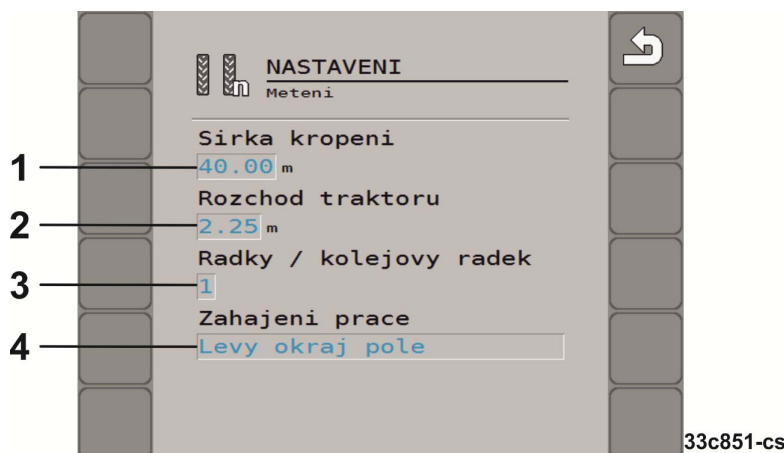 n
NASTAVENI
Meteni
Sirka kropeni
1
40.00 m
Rozchod traktoru
2
2.25 m
Radky / kolejovy radek
3
1
Zahajeni prace
4
Levy okraj pole
33c851-cs